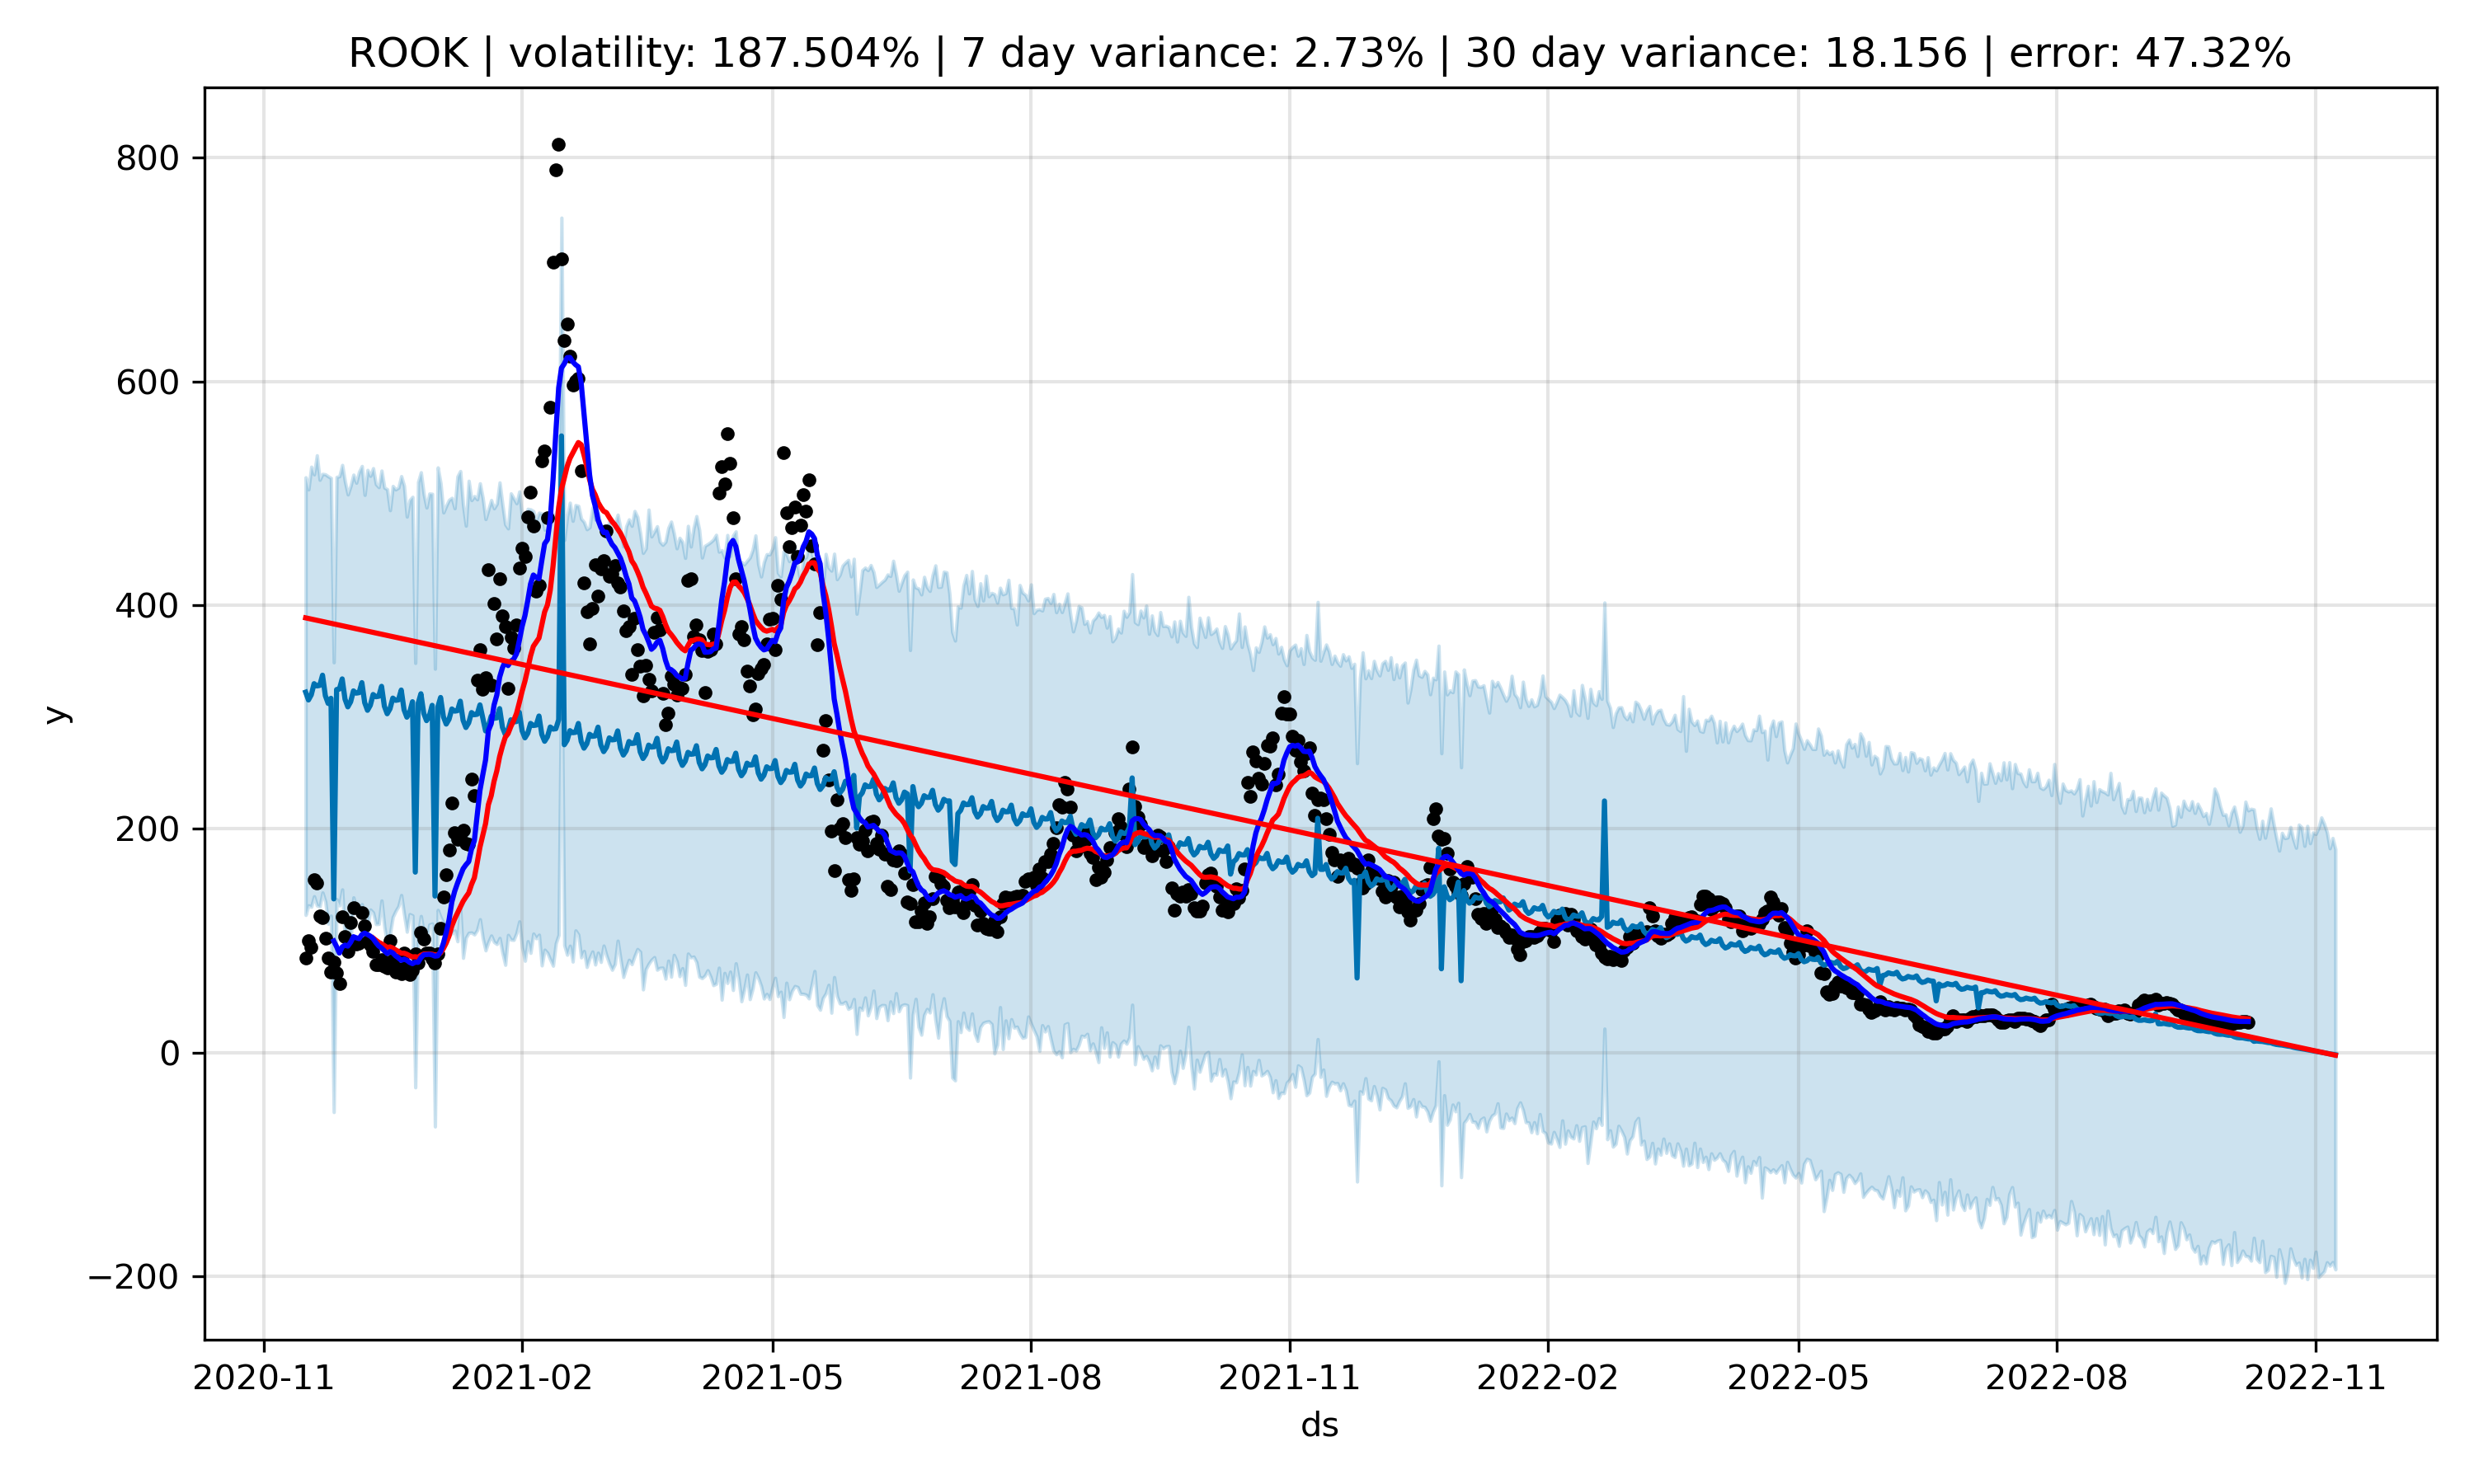 ROOK | volatility: 187.504% | 7 day variance: 2.73% | 30 day variance: 18.156 | error: 47.32%
800
600
400
200
0
−200
y
2020-11 2021-02 2021-05 2021-08 2021-11 2022-02 2022-05 2022-08 2022-11
ds